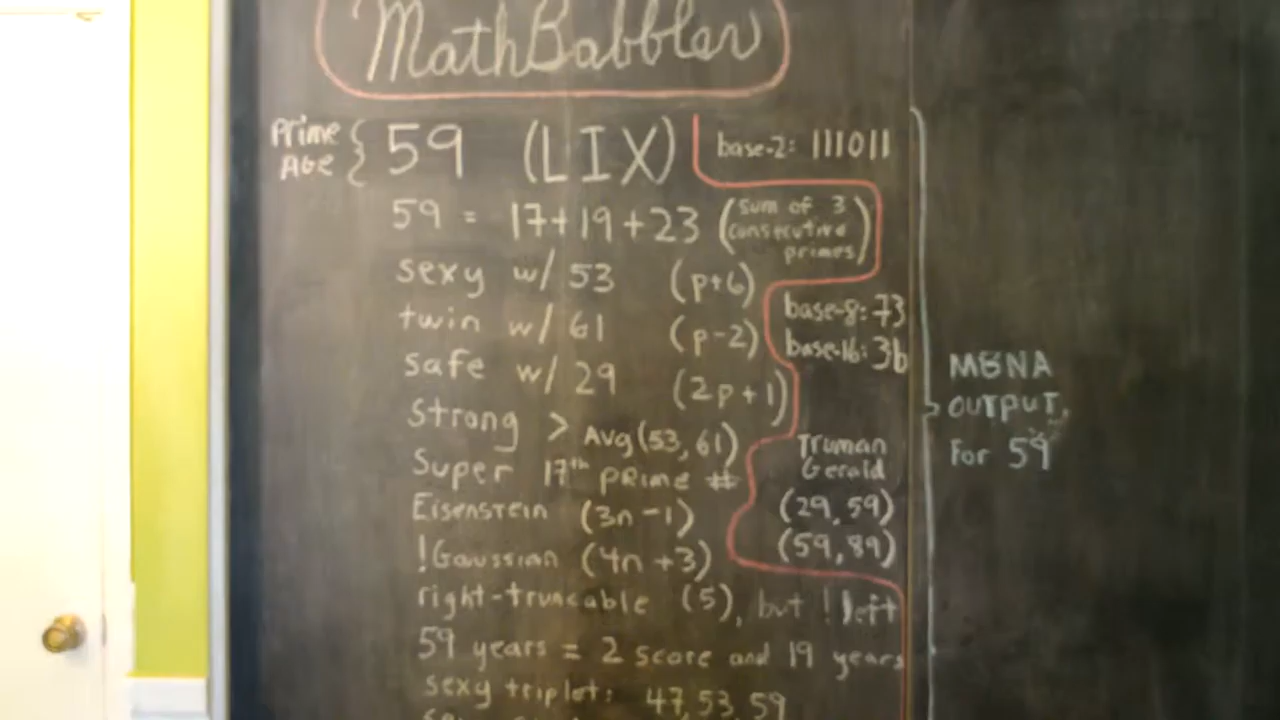 MathBabbler
Prime AGE { 59 (LIX)
base-2: 111011
59 = 17+19+23 (sum of 3 consecutive primes)
sexy w/ 53 (p+6)
twin w/ 61 (p-2)
safe w/ 29 (2p+1)
Strong > Avg(53,61)
Super 17th PRime #
Eisenstein (3n-1)
!Gaussian (4n+3)
right-truncable (5), but !left
59 years = 2 score and 19 years
sexy triplet: 47,53,59
base-8: 73
base-16: 3b
Truman
Gerald
(29,59)
(59,89)
MBNA
OUTPUT,
For 59